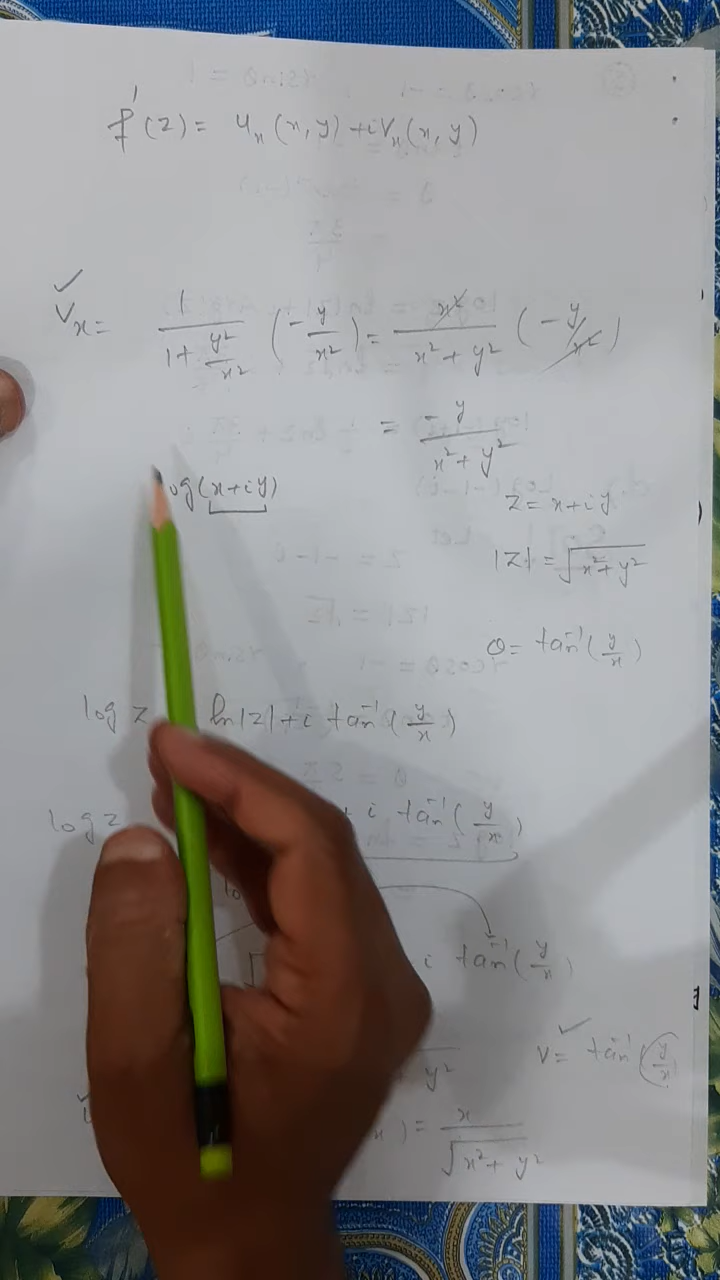 f'(z) = u_x(x, y) + i v_x(x, y)
v_x = 1/(1 + y²/x²) (-y/x²) = x²/(x² + y²) (-y/x²)
= -y/(x² + y²)
log(x+iy)
z = x+iy
|z| = √(x² + y²)
θ = tan⁻¹(y/x)
log z ln|z| + i tan⁻¹(y/x)
log z + i tan⁻¹(y/x)
i tan⁻¹(y/x)
y²
v = tan⁻¹(y/x)
) = x/√(x² + y²)